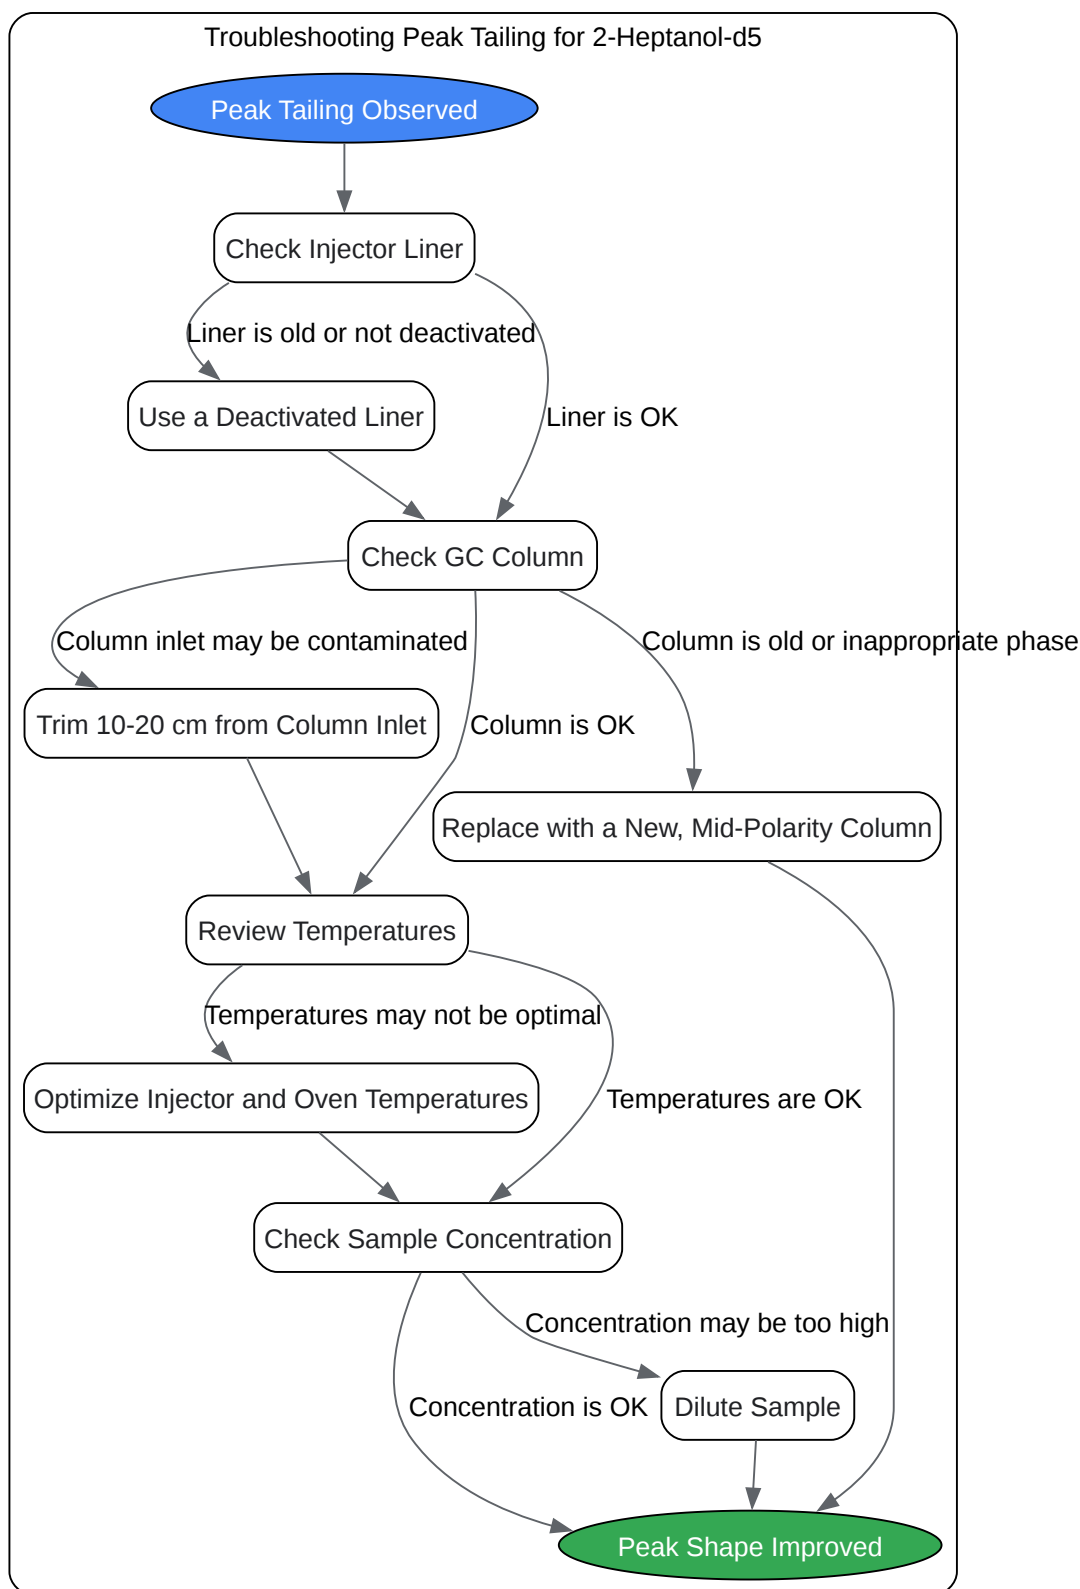 Troubleshooting Peak Tailing for 2-Heptanol-d5
Peak Tailing Observed
Check Injector Liner
Liner is old or not deactivated
Use a Deactivated Liner
Liner is OK
Check GC Column
Column inlet may be contaminated
Column is old or inappropriate phase
Trim 10-20 cm from Column Inlet
Column is OK
Replace with a New, Mid-Polarity Column
Review Temperatures
Temperatures may not be optimal
Optimize Injector and Oven Temperatures
Temperatures are OK
Check Sample Concentration
Concentration may be too high
Concentration is OK
Dilute Sample
Peak Shape Improved